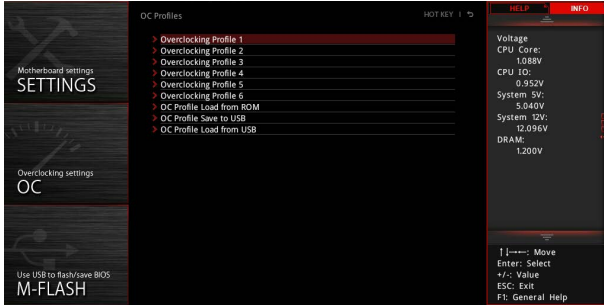 OC Profiles
HOT KEY
HELP
INFO
Motherboard settings
SETTINGS
Overclocking settings
OC
Use USB to flash/save BIOS
M-FLASH
Overclocking Profile 1
Overclocking Profile 2
Overclocking Profile 3
Overclocking Profile 4
Overclocking Profile 5
Overclocking Profile 6
OC Profile Load from ROM
OC Profile Save to USB
OC Profile Load from USB
Voltage
CPU Core:
1.088V
CPU IO:
0.952V
System 5V:
5.040V
System 12V:
12.096V
DRAM:
1.200V
↑↓→←: Move
Enter: Select
+/-: Value
ESC: Exit
F1: General Help